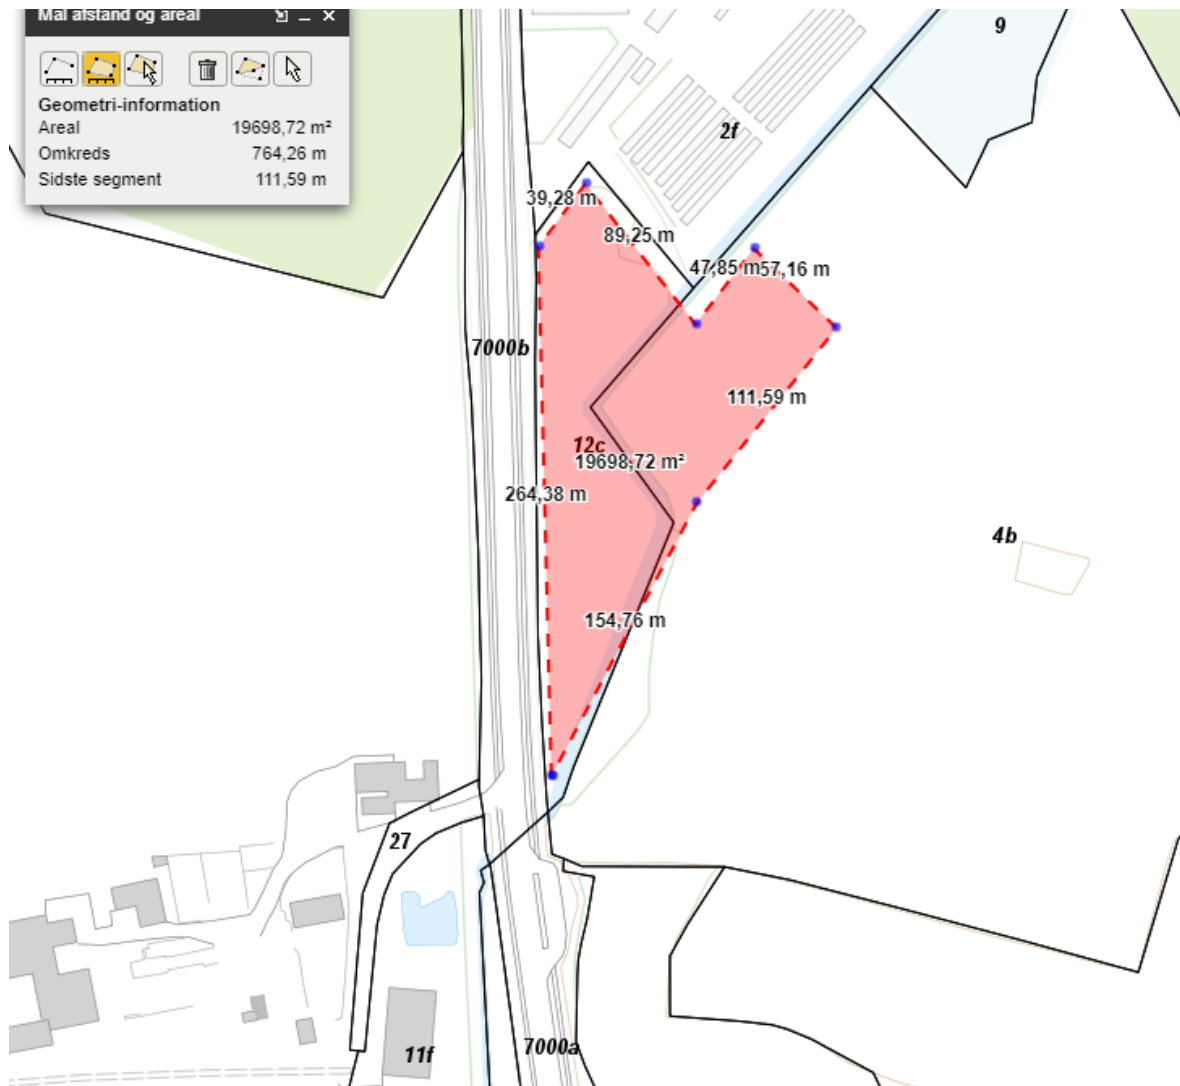 Mål afstand og areal
Geometri-information
Areal 19698,72 m²
Omkreds 764,26 m
Sidste segment 111,59 m
9
2f
39,28 m
89,25 m
47,85 m
57,16 m
7000b
111,59 m
12c
19698,72 m²
264,38 m
4b
154,76 m
27
7000a
11f